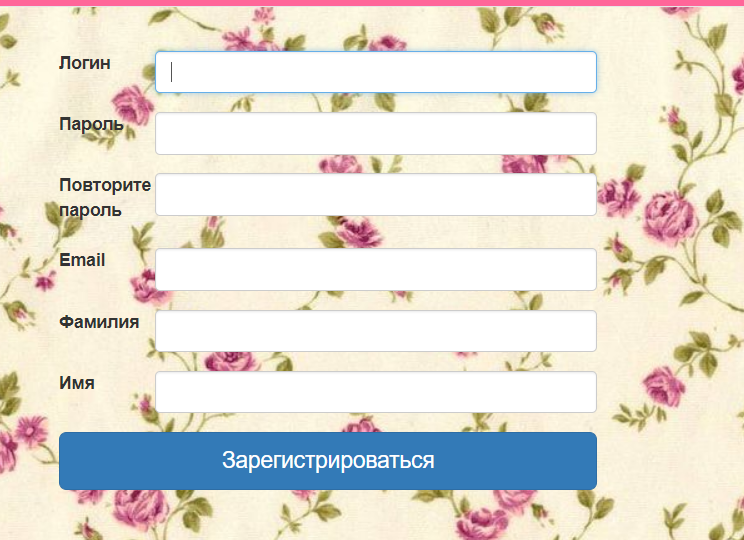 Логин
Пароль
Повторите
пароль
Email
Фамилия
Имя
Зарегистрироваться